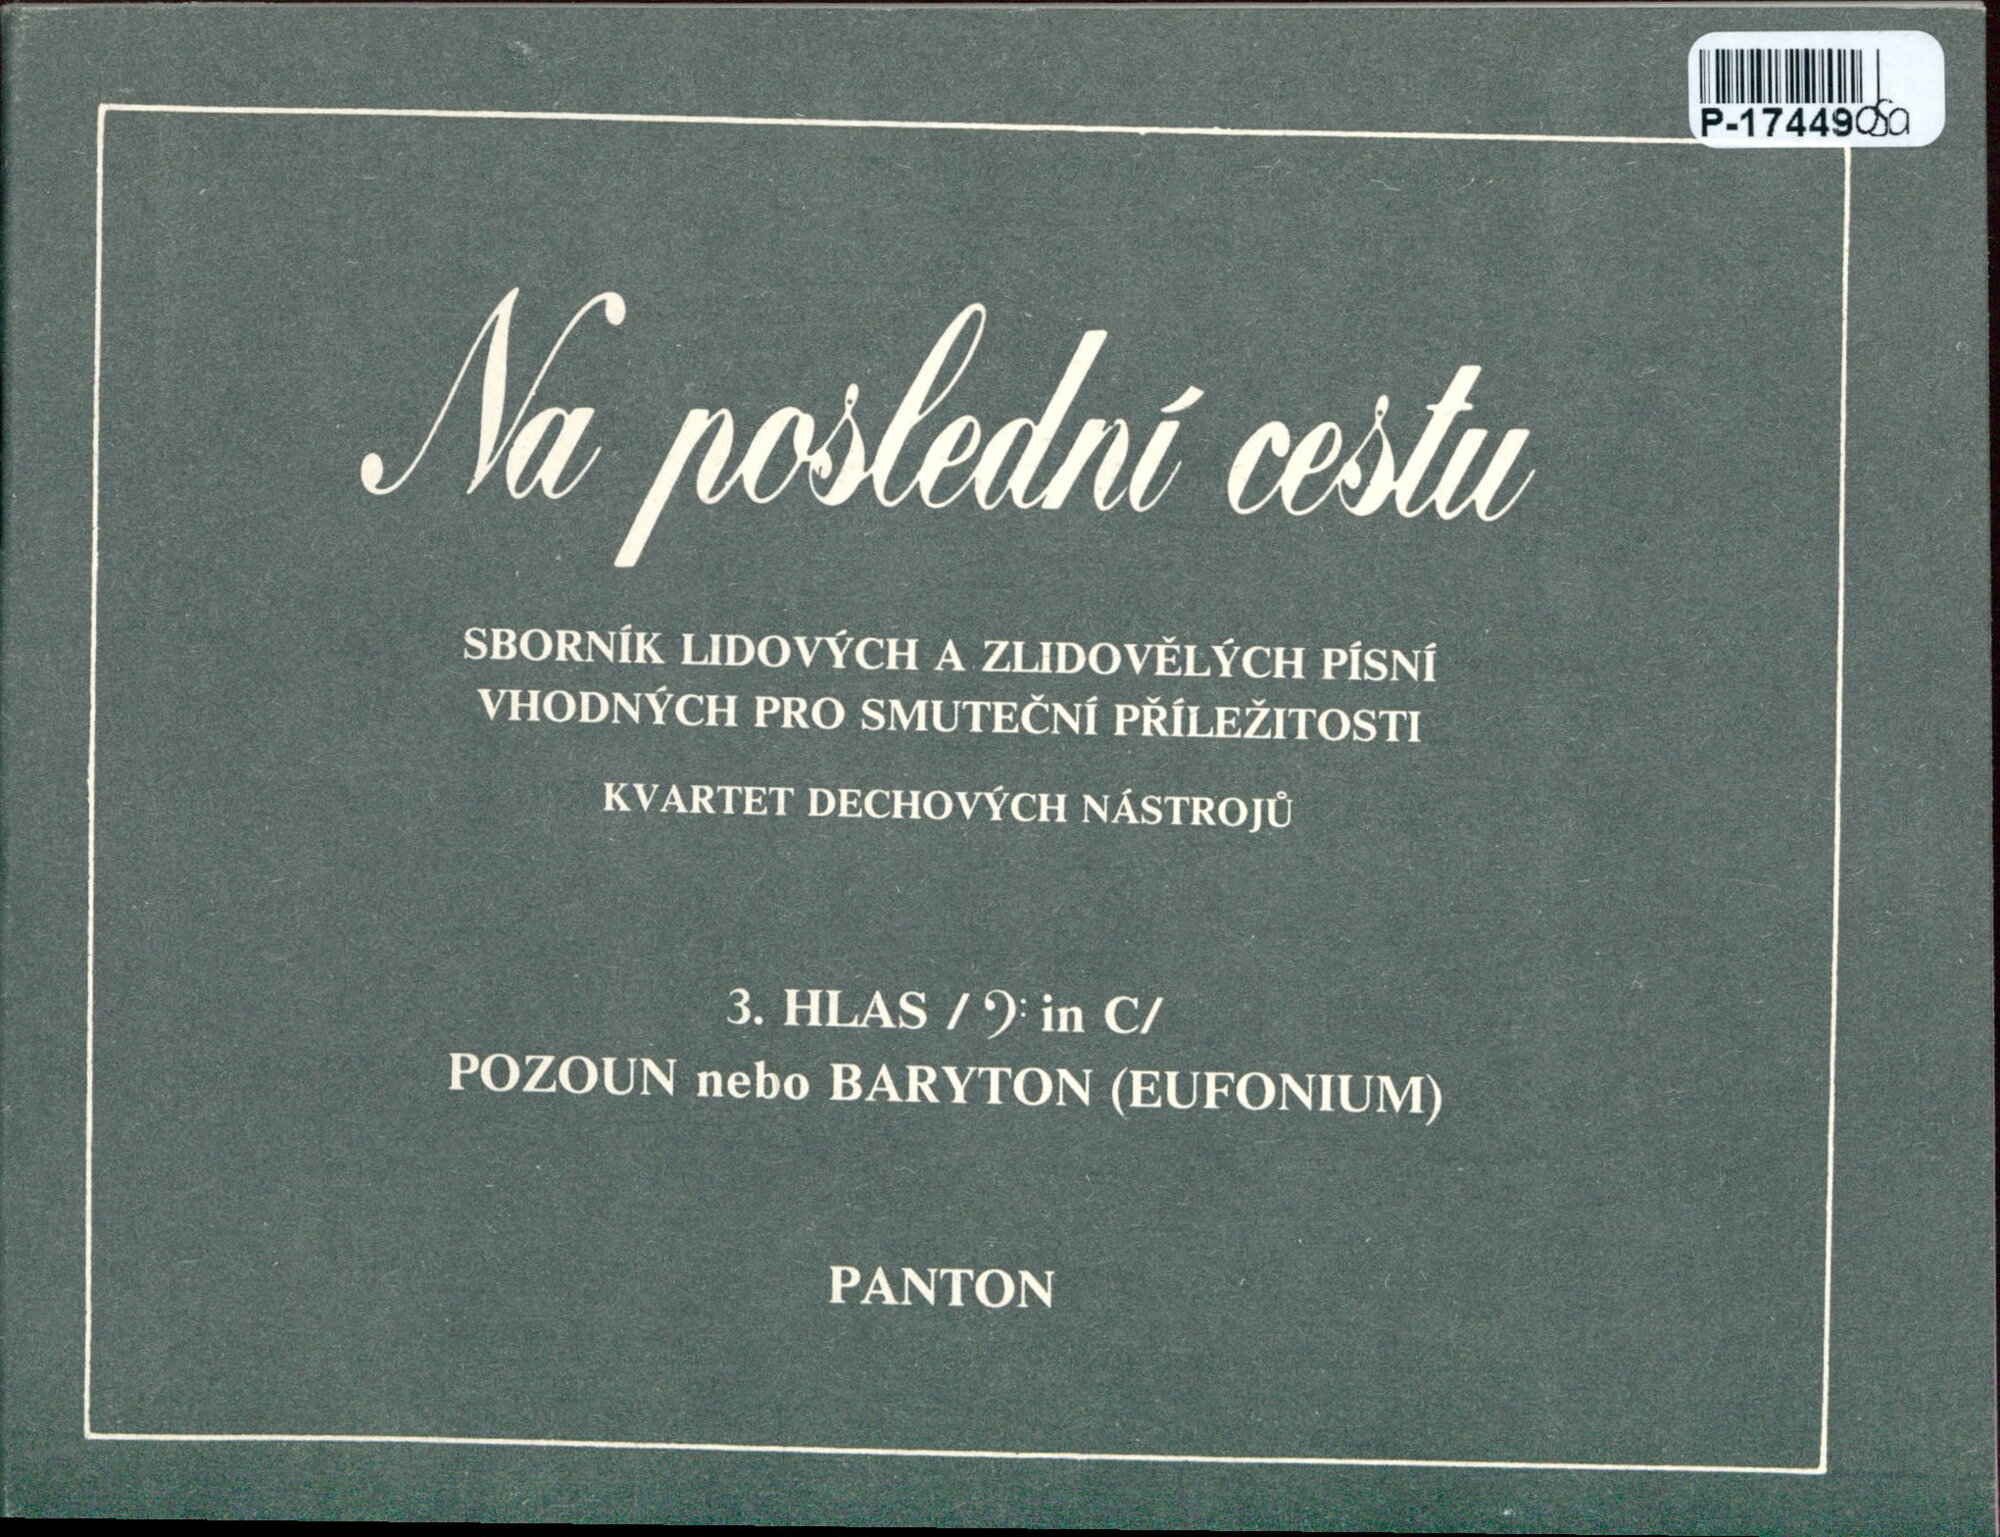 P-17449
Na poslední cestu
SBORNÍK LIDOVÝCH A ZLIDOVĚLÝCH PÍSNÍ
VHODNÝCH PRO SMUTEČNÍ PŘÍLEŽITOSTI
KVARTET DECHOVÝCH NÁSTROJŮ
3. HLAS / 𝄢 in C/
POZOUN nebo BARYTON (EUFONIUM)
PANTON